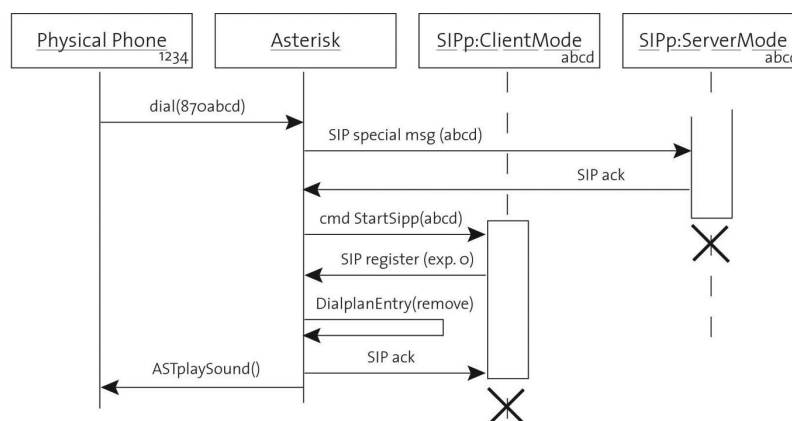 Physical Phone
1234
Asterisk
SIPp:ClientMode
abcd
SIPp:ServerMode
abcd
dial(870abcd)
SIP special msg (abcd)
SIP ack
cmd StartSipp(abcd)
SIP register (exp. 0)
DialplanEntry(remove)
ASTplaySound()
SIP ack